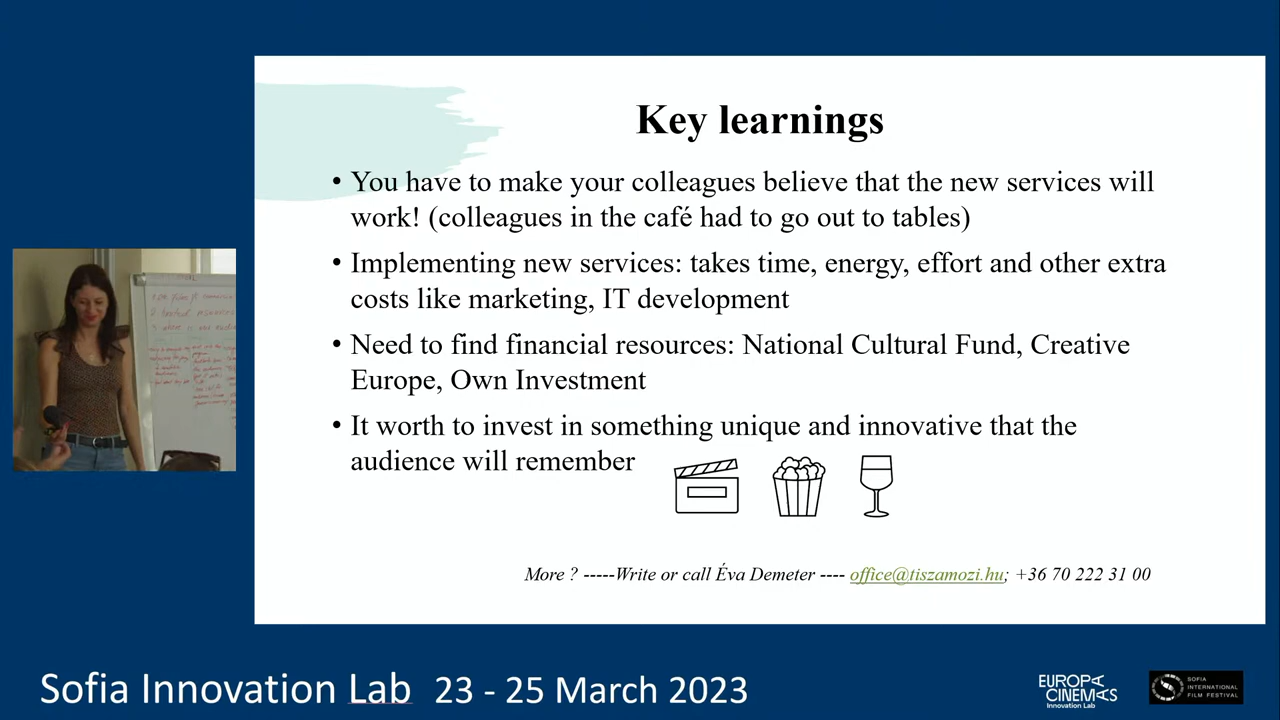 Key learnings
• You have to make your colleagues believe that the new services will
work! (colleagues in the café had to go out to tables)
• Implementing new services: takes time, energy, effort and other extra
costs like marketing, IT development
• Need to find financial resources: National Cultural Fund, Creative
Europe, Own Investment
• It worth to invest in something unique and innovative that the
audience will remember
More ? -----Write or call Éva Demeter ---- office@tiszamozi.hu; +36 70 222 31 00
Sofia Innovation Lab 23 - 25 March 2023
EUROPA
CINEMAS
Innovation Lab
SOFIA
INTERNATIONAL
FILM FESTIVAL